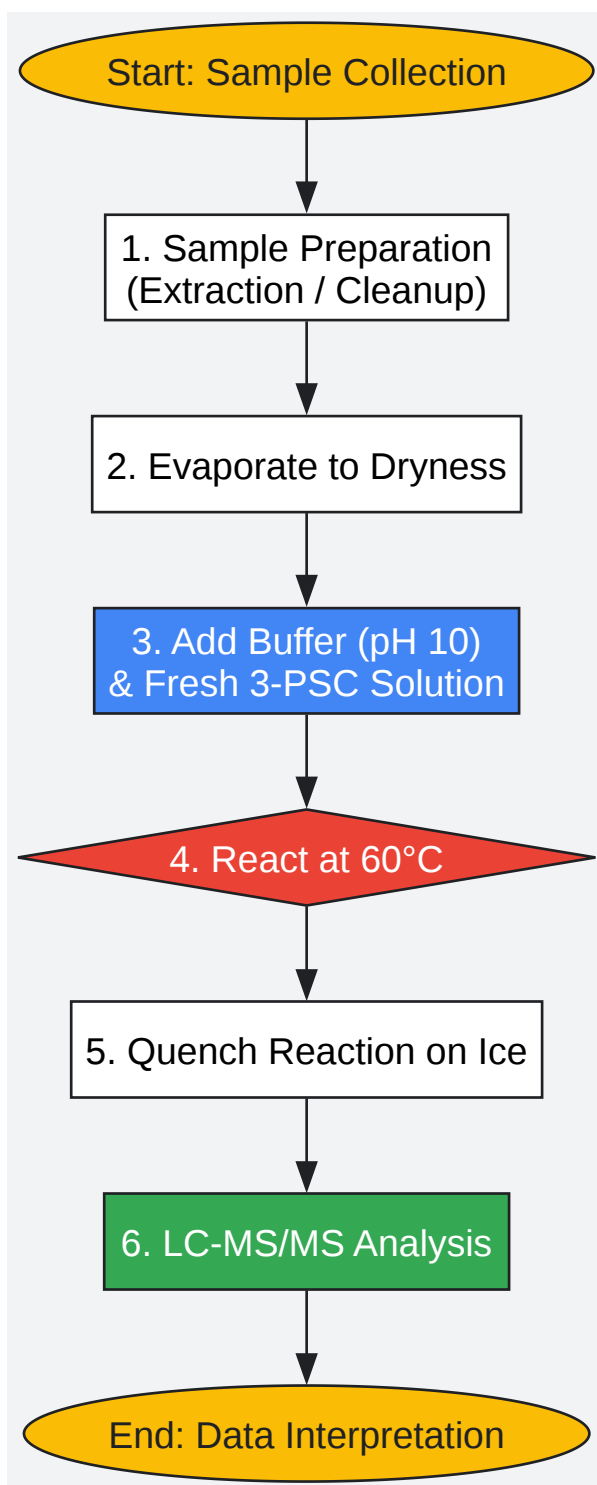 Start: Sample Collection
1. Sample Preparation
(Extraction / Cleanup)
2. Evaporate to Dryness
3. Add Buffer (pH 10)
& Fresh 3-PSC Solution
4. React at 60°C
5. Quench Reaction on Ice
6. LC-MS/MS Analysis
End: Data Interpretation